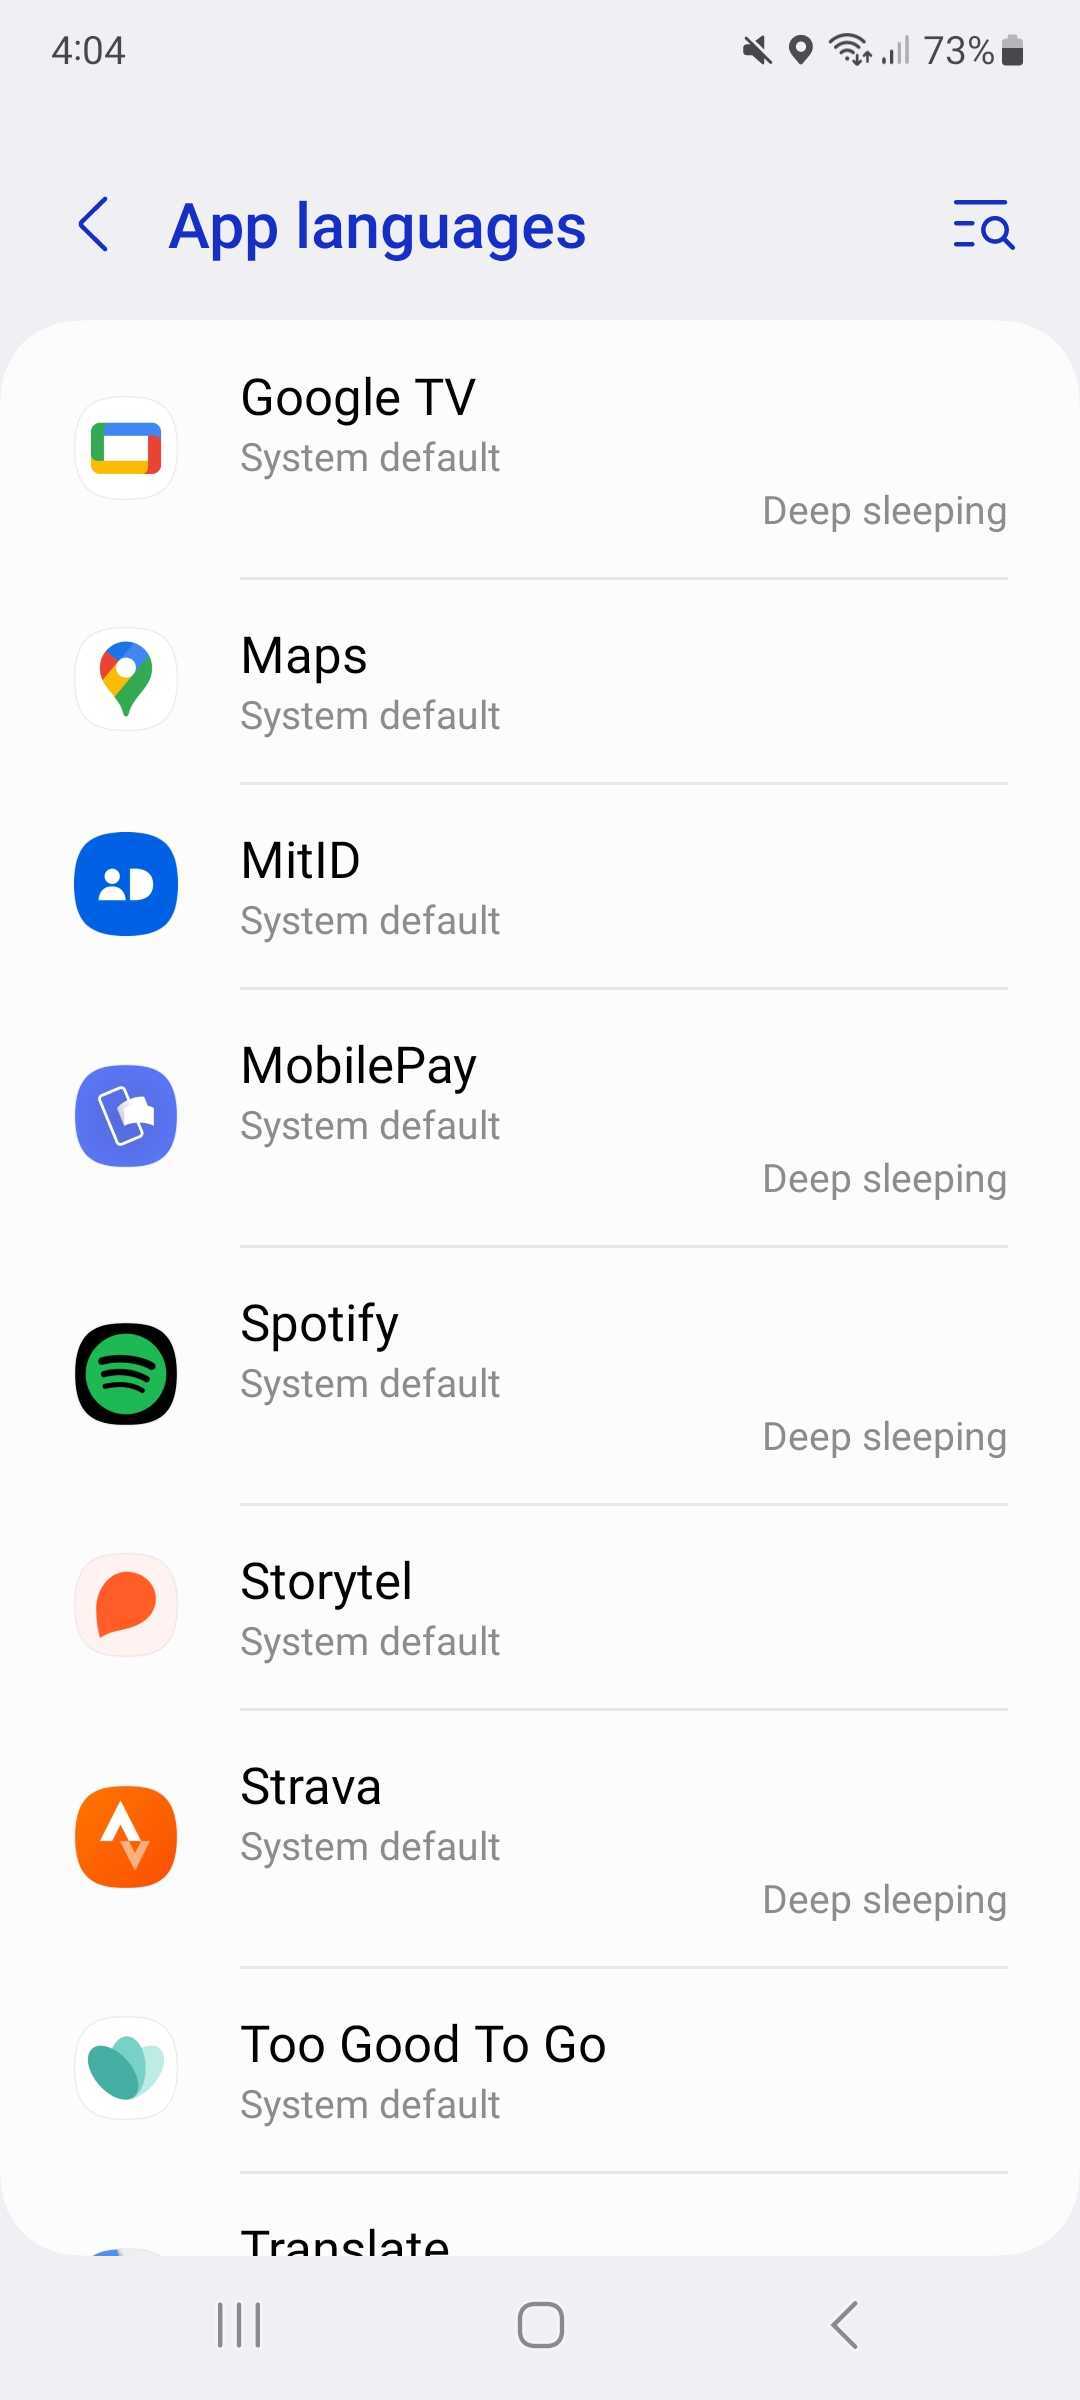 4:04
73%
App languages
Google TV
System default
Deep sleeping
Maps
System default
MitID
System default
MobilePay
System default
Deep sleeping
Spotify
System default
Deep sleeping
Storytel
System default
Strava
System default
Deep sleeping
Too Good To Go
System default
Translate